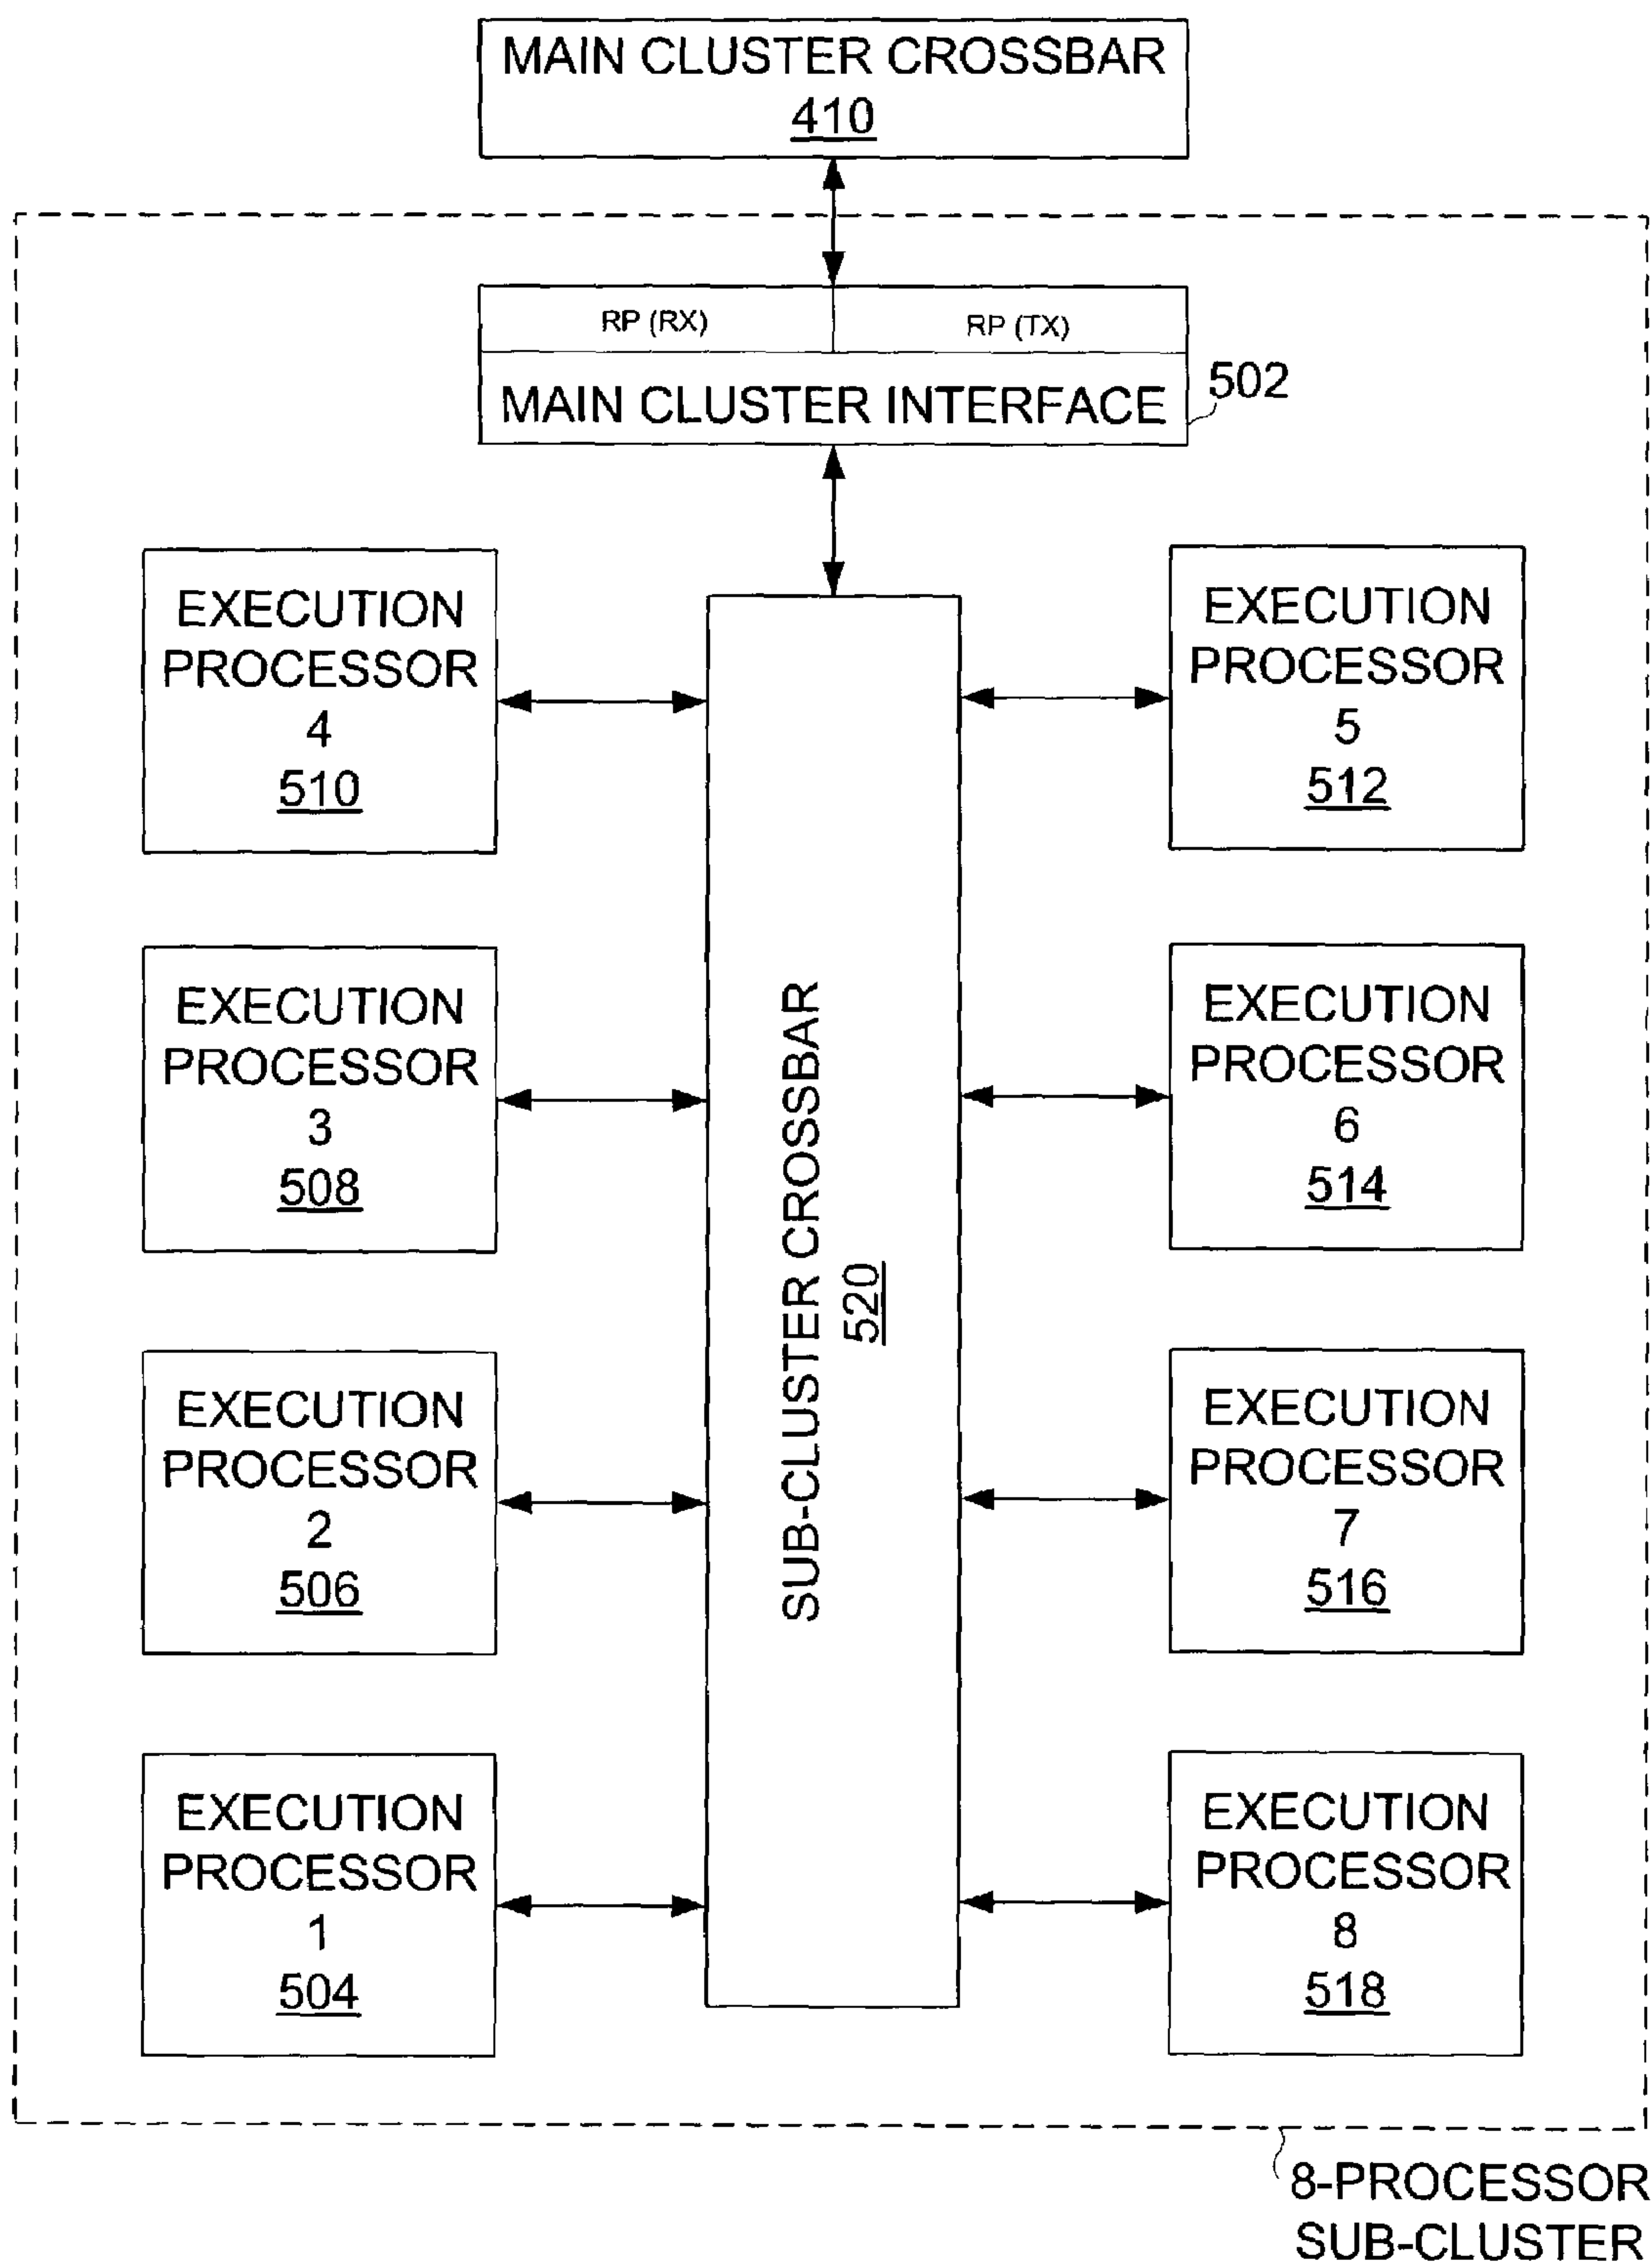 MAIN CLUSTER CROSSBAR
410
RP (RX)
RP (TX)
MAIN CLUSTER INTERFACE
502
EXECUTION
PROCESSOR
4
510
EXECUTION
PROCESSOR
5
512
EXECUTION
PROCESSOR
3
508
EXECUTION
PROCESSOR
6
514
SUB-CLUSTER CROSSBAR
520
EXECUTION
PROCESSOR
2
506
EXECUTION
PROCESSOR
7
516
EXECUTION
PROCESSOR
1
504
EXECUTION
PROCESSOR
8
518
8-PROCESSOR
SUB-CLUSTER